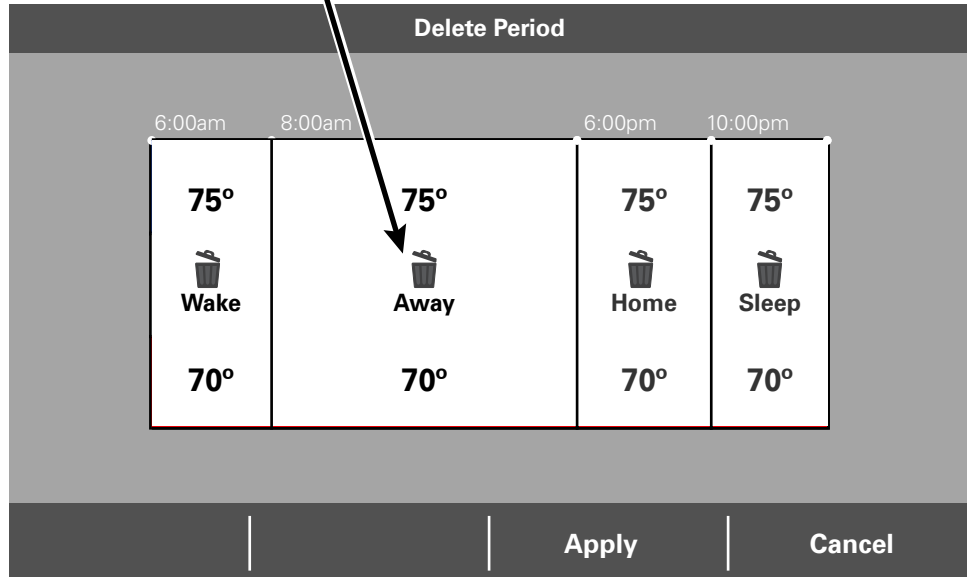 Delete Period
6:00am 8:00am 6:00pm 10:00pm
75º 75º 75º 75º
Wake Away Home Sleep
70º 70º 70º 70º
Apply Cancel